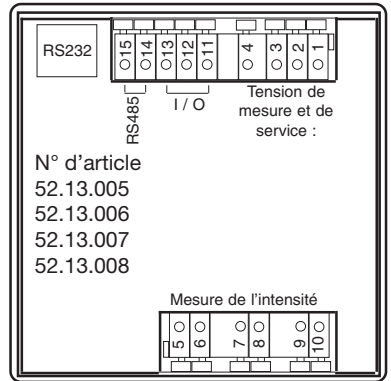 RS232
15 14 13 12 11 4 3 2 1
RS485
I / O
Tension de
mesure et de
service :
N° d'article
52.13.005
52.13.006
52.13.007
52.13.008
Mesure de l'intensité
5 6 7 8 9 10